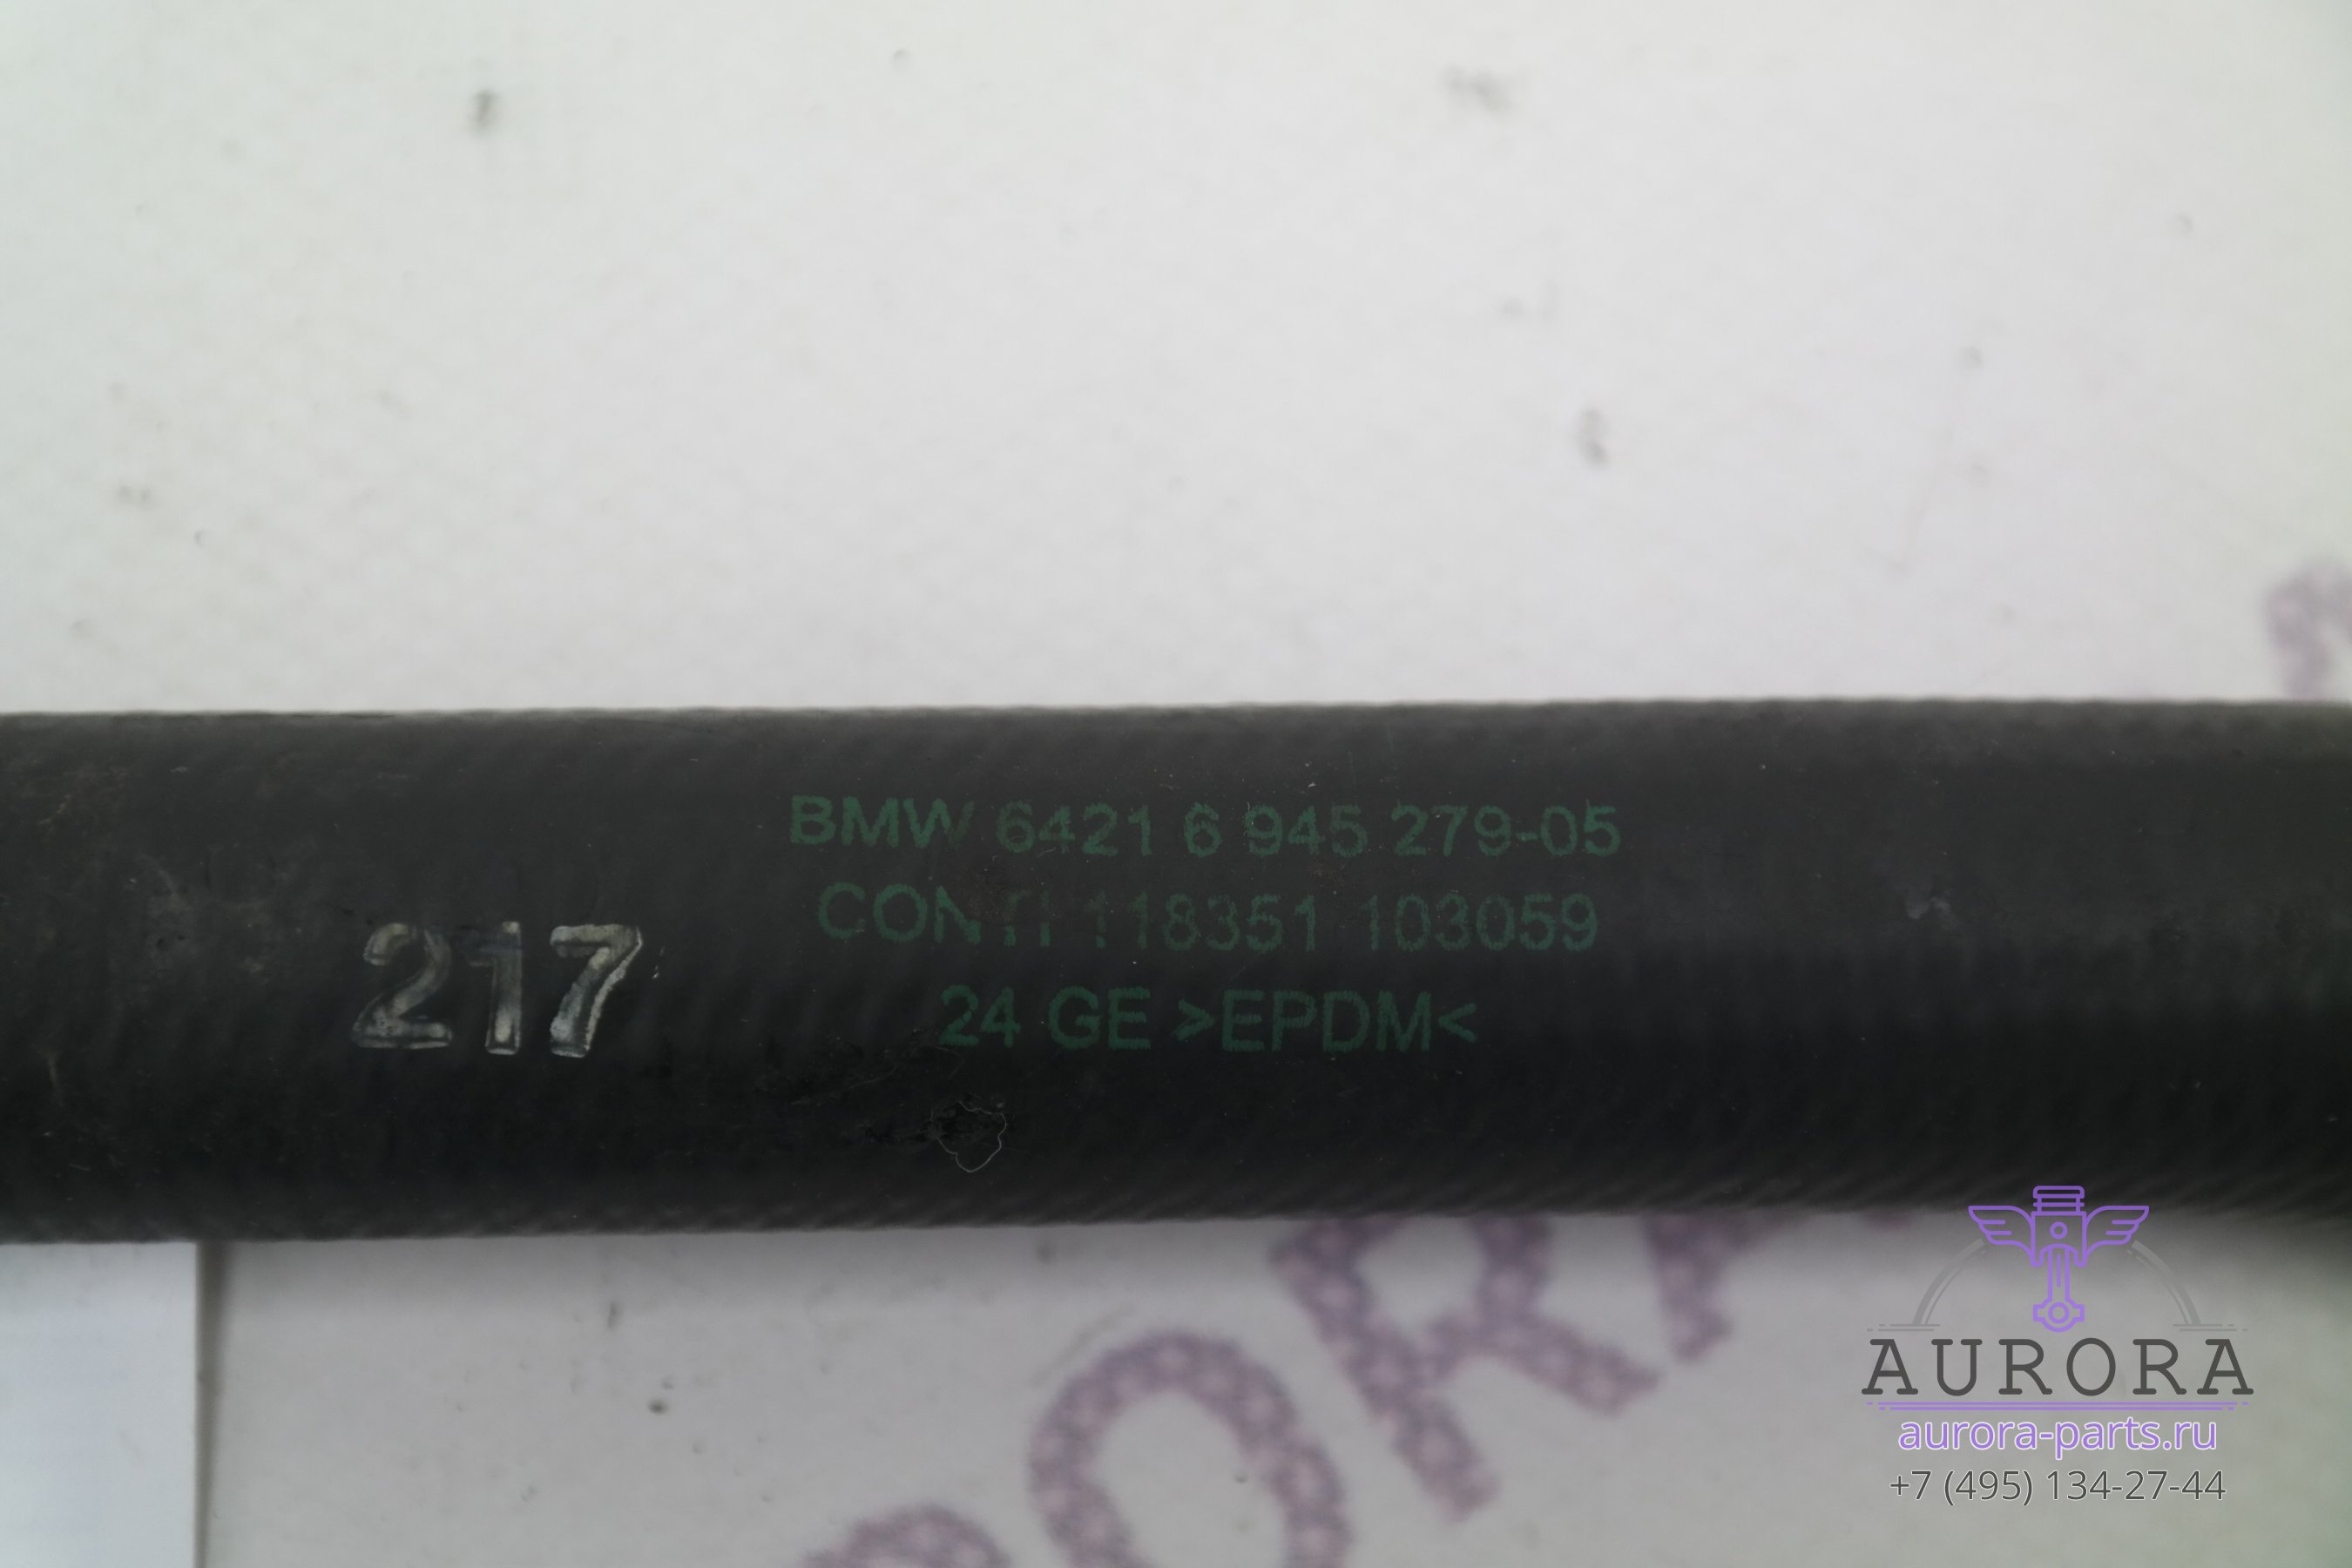 BMW 6421 6 945 279-05
CONTI 118351 103059
217
24 GE >EPDM<
AURORA
aurora-parts.ru
+7 (495) 134-27-44